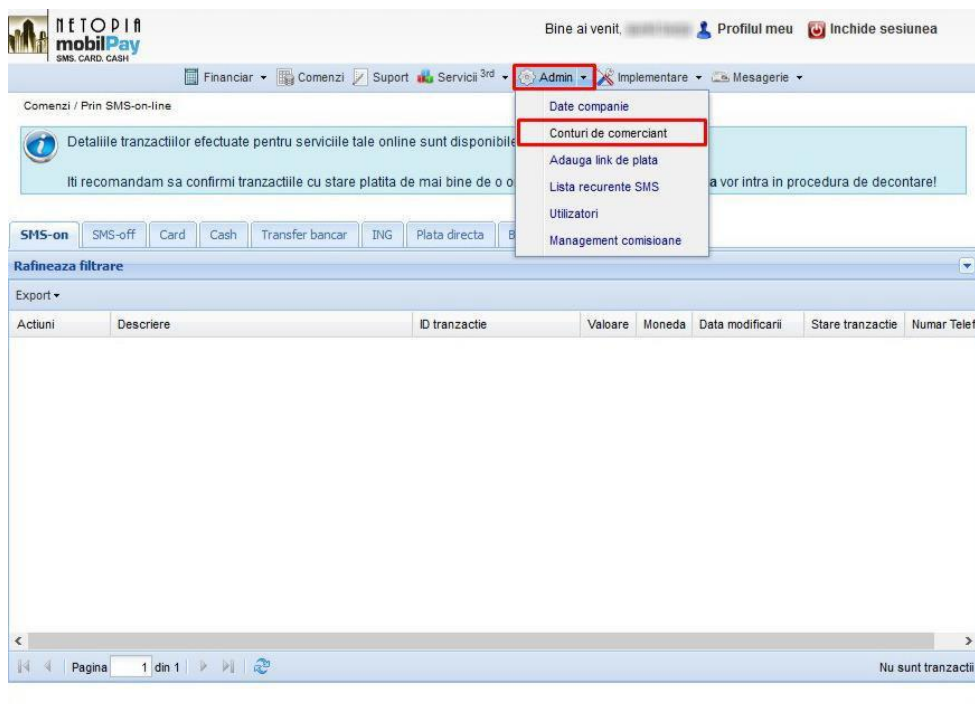 NETOPIA
mobilPay
SMS. CARD. CASH
Bine ai venit,
Profilul meu
Inchide sesiunea
Financiar
Comenzi
Suport
Servicii 3rd
Admin
Implementare
Mesagerie
Comenzi / Prin SMS-on-line
Date companie
Conturi de comerciant
Adauga link de plata
Lista recurente SMS
Utilizatori
Management comisioane
Detaliile tranzactiilor efectuate pentru serviciile tale online sunt disponibile
Iti recomandam sa confirmi tranzactiile cu stare platita de mai bine de o o
a vor intra in procedura de decontare!
SMS-on
SMS-off
Card
Cash
Transfer bancar
ING
Plata directa
Rafineaza filtrare
Export
Actiuni
Descriere
ID tranzactie
Valoare
Moneda
Data modificarii
Stare tranzactie
Numar Telef
Pagina 1 din 1
Nu sunt tranzactii